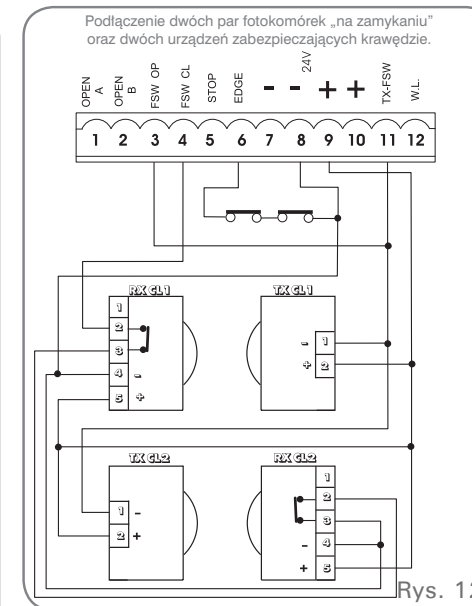 Podłączenie dwóch par fotokomórek „na zamykaniu”
oraz dwóch urządzeń zabezpieczających krawędzie.
OPEN A
OPEN B
FSW OP
FSW CL
STOP
EDGE
-
-
24V
+
+
TX-FSW
W.L.
1 2 3 4 5 6 7 8 9 10 11 12
RX CL1
1
2
3
4 -
5 +
TX CL1
- 1
+ 2
TX CL2
1 -
2 +
RX CL2
1
2
3
- 4
+ 5
Rys. 12